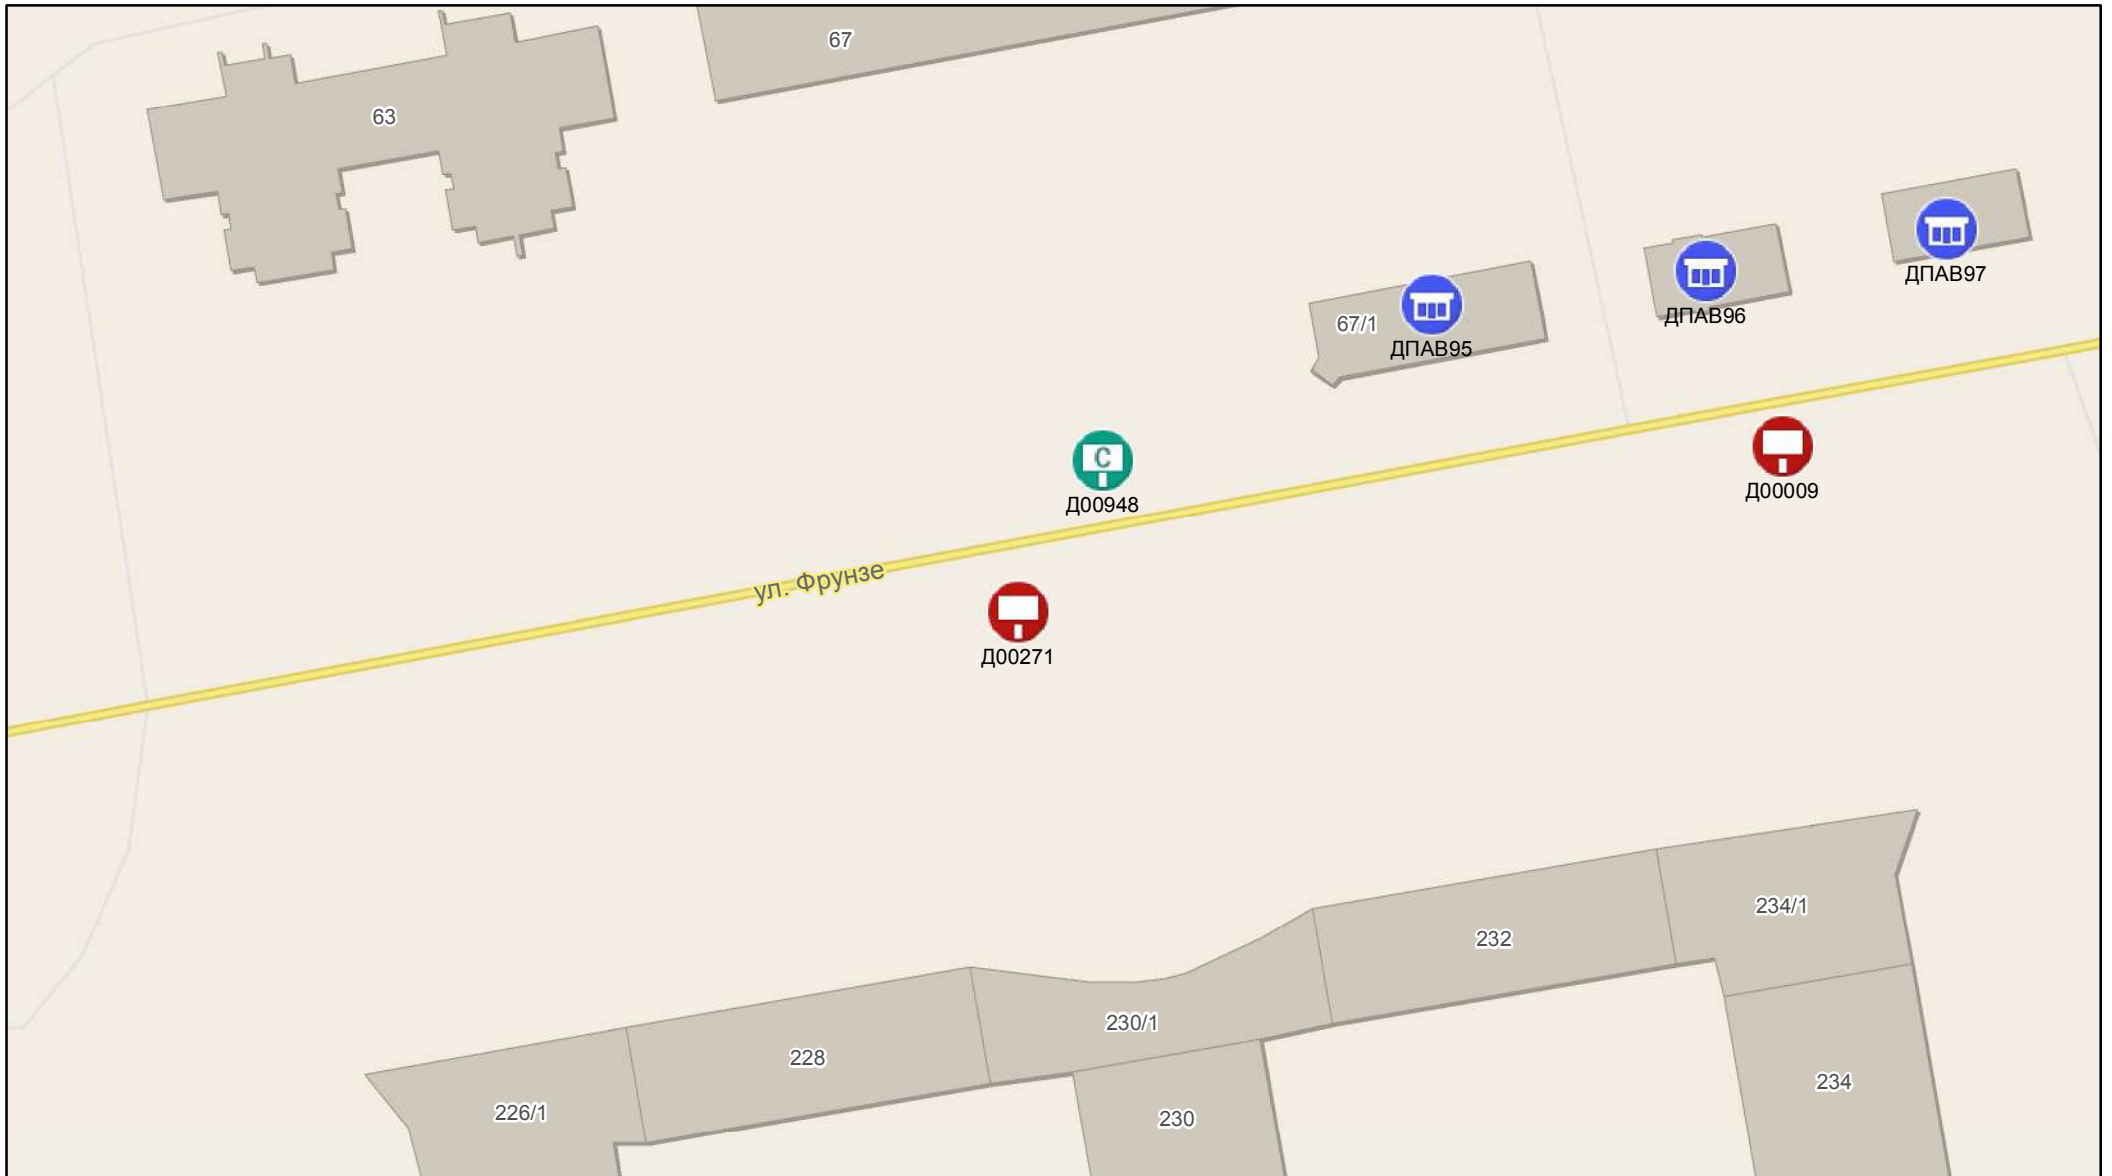 67
63
ДПАВ97
ДПАВ96
67/1
ДПАВ95
С
Д00948
Д00009
ул. Фрунзе
Д00271
234/1
232
230/1
228
234
226/1
230